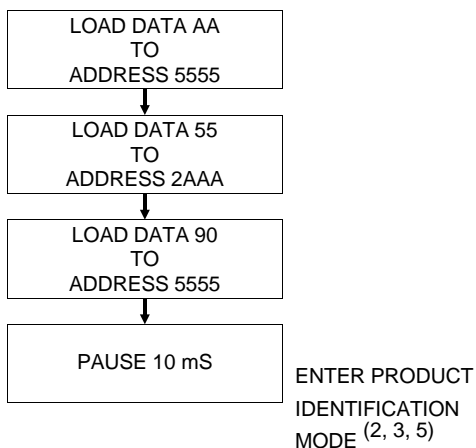 LOAD DATA AA
TO
ADDRESS 5555
LOAD DATA 55
TO
ADDRESS 2AAA
LOAD DATA 90
TO
ADDRESS 5555
PAUSE 10 mS
ENTER PRODUCT
IDENTIFICATION
MODE (2, 3, 5)